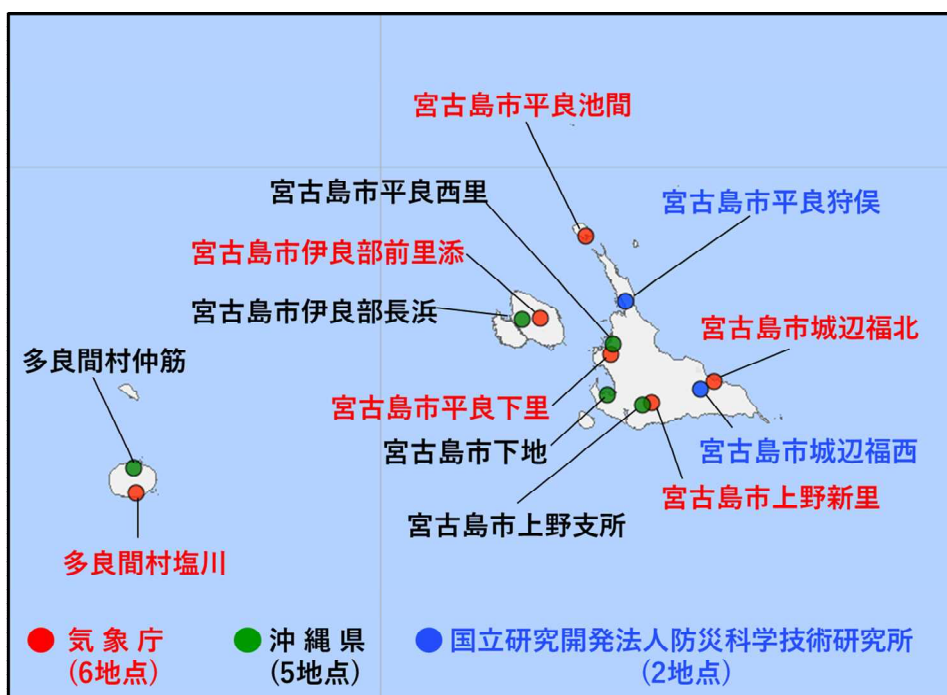 宮古島市平良池間
宮古島市平良西里
宮古島市平良狩俣
宮古島市伊良部前里添
宮古島市伊良部長浜
宮古島市城辺福北
多良間村仲筋
宮古島市平良下里
宮古島市下地
宮古島市城辺福西
宮古島市上野新里
宮古島市上野支所
多良間村塩川
気象庁
(6地点)
沖縄県
(5地点)
国立研究開発法人防災科学技術研究所
(2地点)